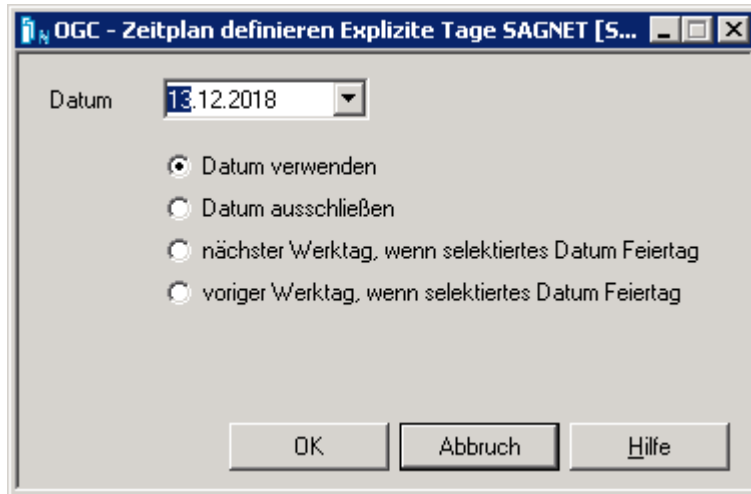 OGC - Zeitplan definieren Explizite Tage SAGNET [S...
Datum 13.12.2018
Datum verwenden
Datum ausschließen
nächster Werktag, wenn selektiertes Datum Feiertag
voriger Werktag, wenn selektiertes Datum Feiertag
OK Abbruch Hilfe